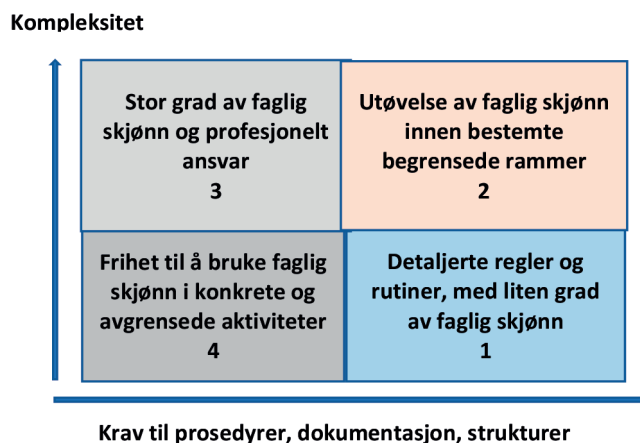 Kompleksitet
Stor grad av faglig
skjønn og profesjonelt
ansvar
3
Utøvelse av faglig skjønn
innen bestemte
begrensede rammer
2
Frihet til å bruke faglig
skjønn i konkrete og
avgrensede aktiviteter
4
Detaljerte regler og
rutiner, med liten grad
av faglig skjønn
1
Krav til prosedyrer, dokumentasjon, strukturer